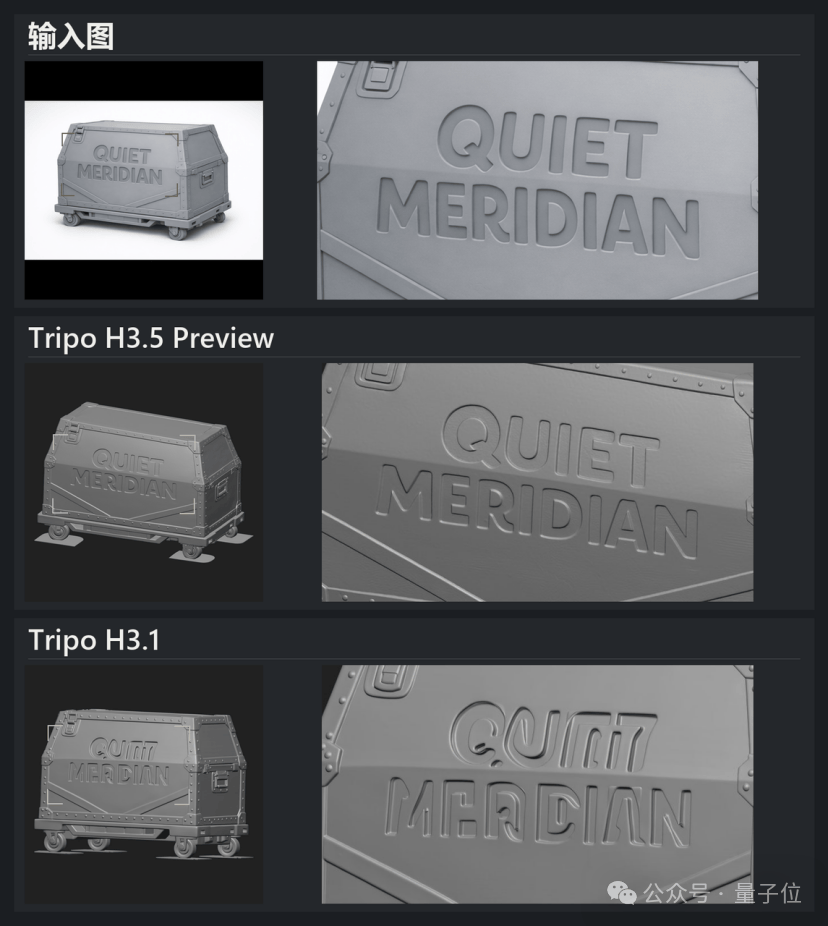 输入图
QUIET
MERIDIAN
QUIET
MERIDIAN
Tripo H3.5 Preview
QUIET
MERIDIAN
QUIET
MERIDIAN
Tripo H3.1
公众号 · 量子位